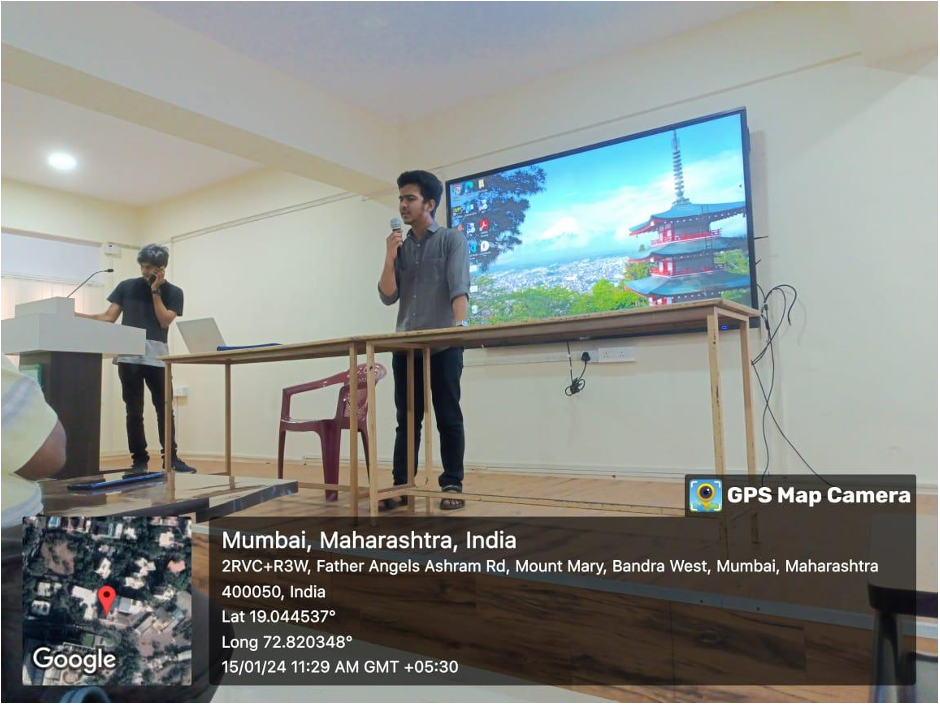 GPS Map Camera
Mumbai, Maharashtra, India
2RVC+R3W, Father Angels Ashram Rd, Mount Mary, Bandra West, Mumbai, Maharashtra
400050, India
Lat 19.044537°
Long 72.820348°
15/01/24 11:29 AM GMT +05:30
Google